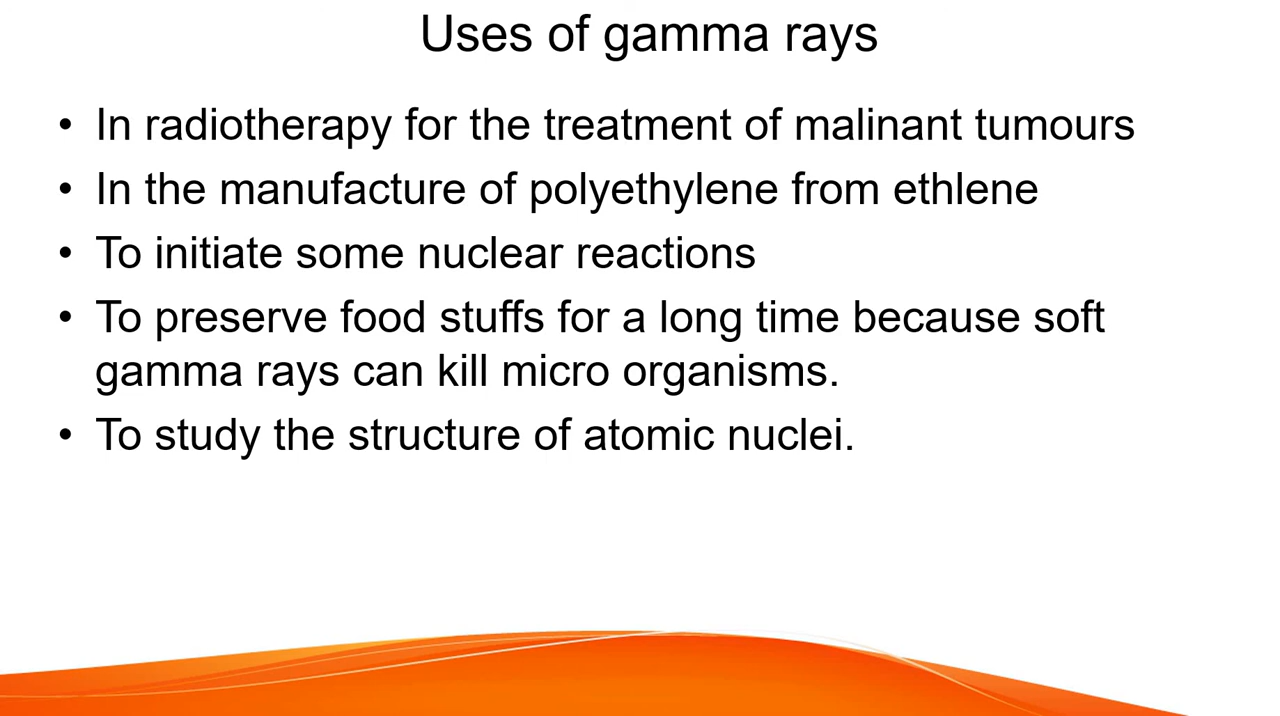 Uses of gamma rays
• In radiotherapy for the treatment of malinant tumours
• In the manufacture of polyethylene from ethlene
• To initiate some nuclear reactions
• To preserve food stuffs for a long time because soft
gamma rays can kill micro organisms.
• To study the structure of atomic nuclei.